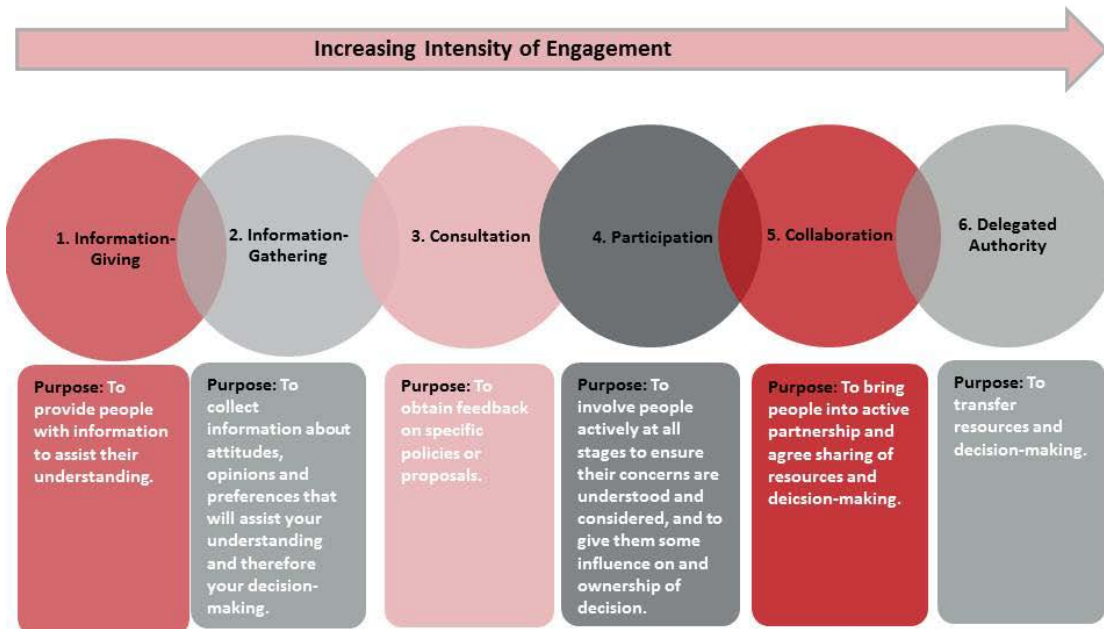 Increasing Intensity of Engagement
1. Information-
Giving
2. Information-
Gathering
3. Consultation
4. Participation
5. Collaboration
6. Delegated
Authority
Purpose: To
provide people
with information
to assist their
understanding.
Purpose: To
collect
information about
attitudes,
opinions and
preferences that
will assist your
understanding
and therefore
your decision-
making.
Purpose: To
obtain feedback
on specific
policies or
proposals.
Purpose: To
involve people
actively at all
stages to ensure
their concerns are
understood and
considered, and to
give them some
influence on and
ownership of
decision.
Purpose: To bring
people into active
partnership and
agree sharing of
resources and
deicsion-making.
Purpose: To
transfer
resources and
decision-making.